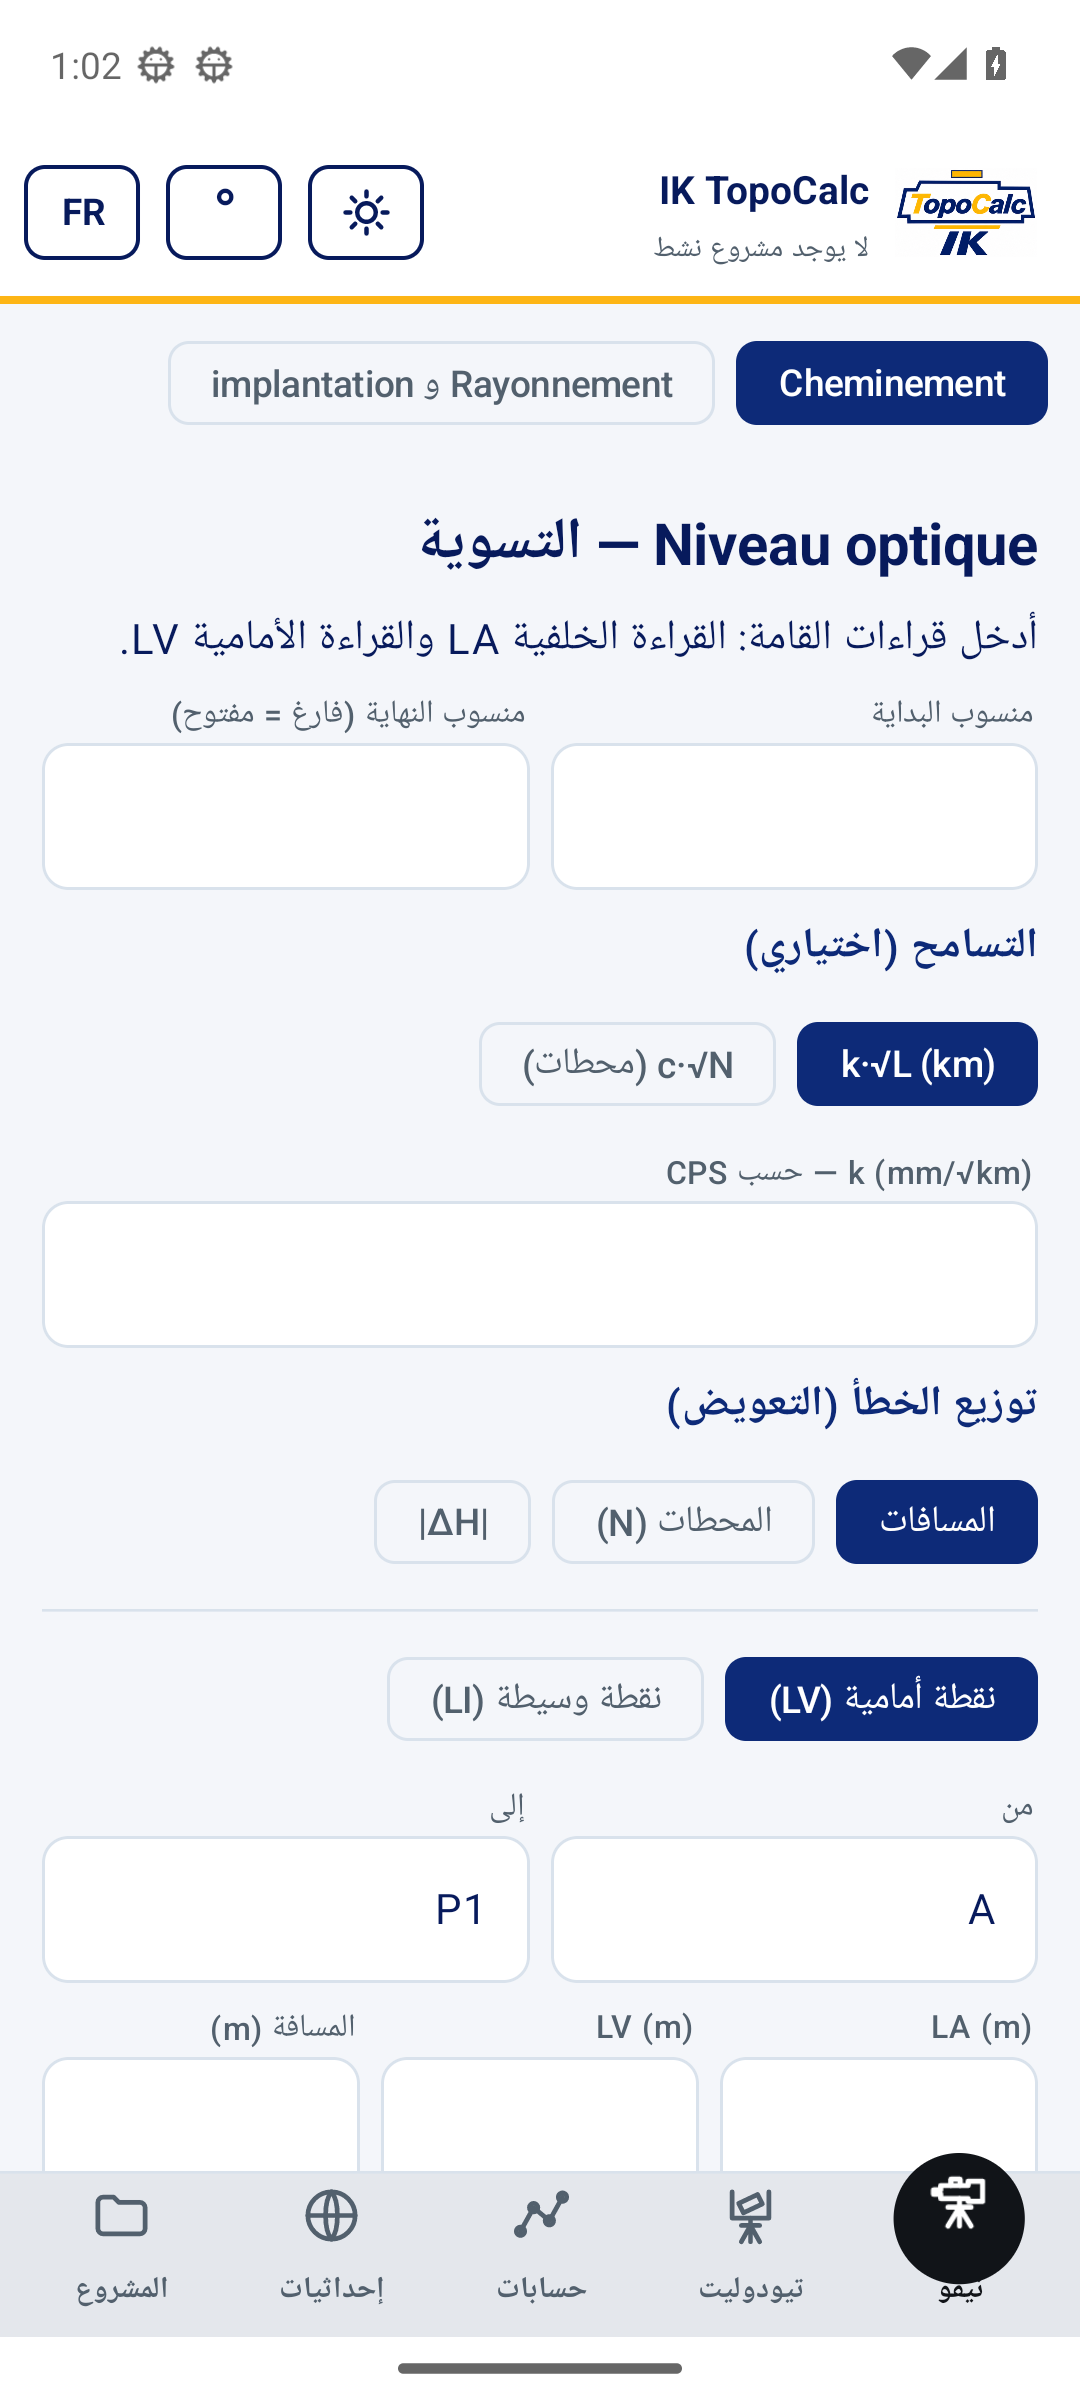 1:02
IK TopoCalc
لا يوجد مشروع نشط
TopoCalc
IK
°
FR
Cheminement
Rayonnement و implantation
Niveau optique — التسوية
أدخل قراءات القامة: القراءة الخلفية LA والقراءة الأمامية LV.
منسوب البداية
منسوب النهاية (فارغ = مفتوح)
التسامح (اختياري)
k·√L (km)
c·√N (محطات)
k (mm/√km) — حسب CPS
توزيع الخطأ (التعويض)
المسافات
المحطات (N)
|ΔH|
نقطة أمامية (LV)
نقطة وسيطة (LI)
من
إلى
A
P1
LA (m)
LV (m)
المسافة (m)
نيفو
تيودوليت
حسابات
إحداثيات
المشروع